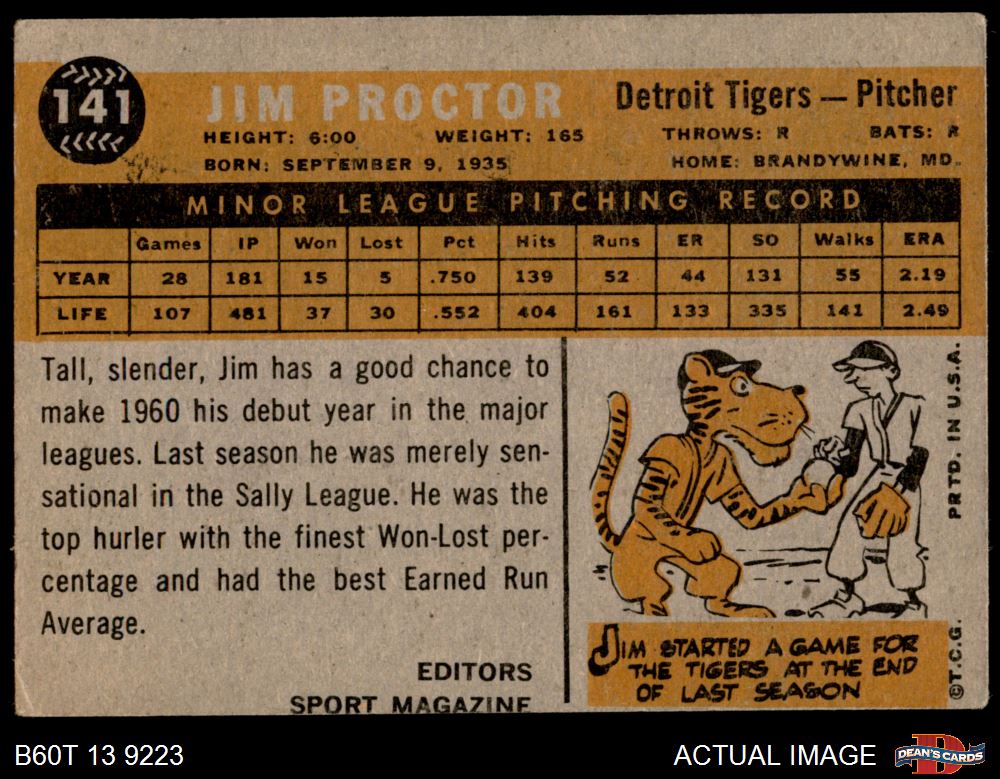 141
JIM PROCTOR
Detroit Tigers — Pitcher
HEIGHT: 6:00 WEIGHT: 165 THROWS: R BATS: R
BORN: SEPTEMBER 9, 1935 HOME: BRANDYWINE, MD.
MINOR LEAGUE PITCHING RECORD
Games IP Won Lost Pct Hits Runs ER SO Walks ERA
YEAR 28 181 15 5 .750 139 52 44 131 55 2.19
LIFE 107 481 37 30 .552 404 161 133 335 141 2.49
Tall, slender, Jim has a good chance to
make 1960 his debut year in the major
leagues. Last season he was merely sen-
sational in the Sally League. He was the
top hurler with the finest Won-Lost per-
centage and had the best Earned Run
Average.
EDITORS
SPORT MAGAZINE
JIM STARTED A GAME FOR
THE TIGERS AT THE END
OF LAST SEASON
PRTD. IN U.S.A.
©T.C.G.
B60T 13 9223
ACTUAL IMAGE
D
DEAN'S CARDS